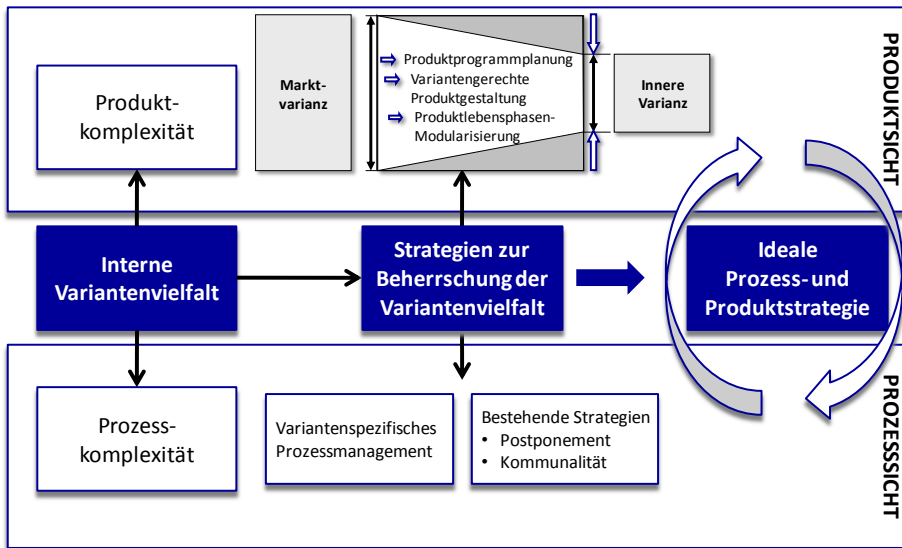 Produkt-
komplexität
Markt-
varianz
Produktprogrammplanung
Variantengerechte
Produktgestaltung
Produktlebensphasen-
Modularisierung
Innere
Varianz
PRODUKTSICHT
Interne
Variantenvielfalt
Strategien zur
Beherrschung der
Variantenvielfalt
Ideale
Prozess- und
Produktstrategie
Prozess-
komplexität
Variantenspezifisches
Prozessmanagement
Bestehende Strategien
• Postponement
• Kommunalität
PROZESSSICHT